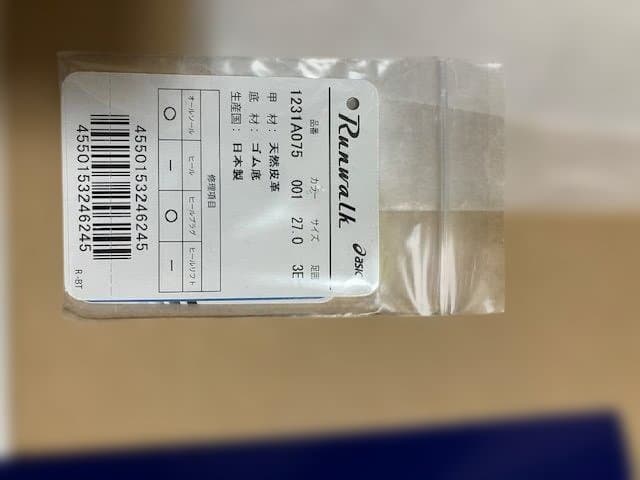 Runwalk asic
品番 カラー サイズ 足囲
1231A075 001 27.0 3E
甲 材: 天然皮革
底 材: ゴム底
生産国: 日本製
修理項目
オールソール ヒール ヒールプラグ ヒールリフト
○ ー ○ ー
4550153246245
4550153246245
R-BT